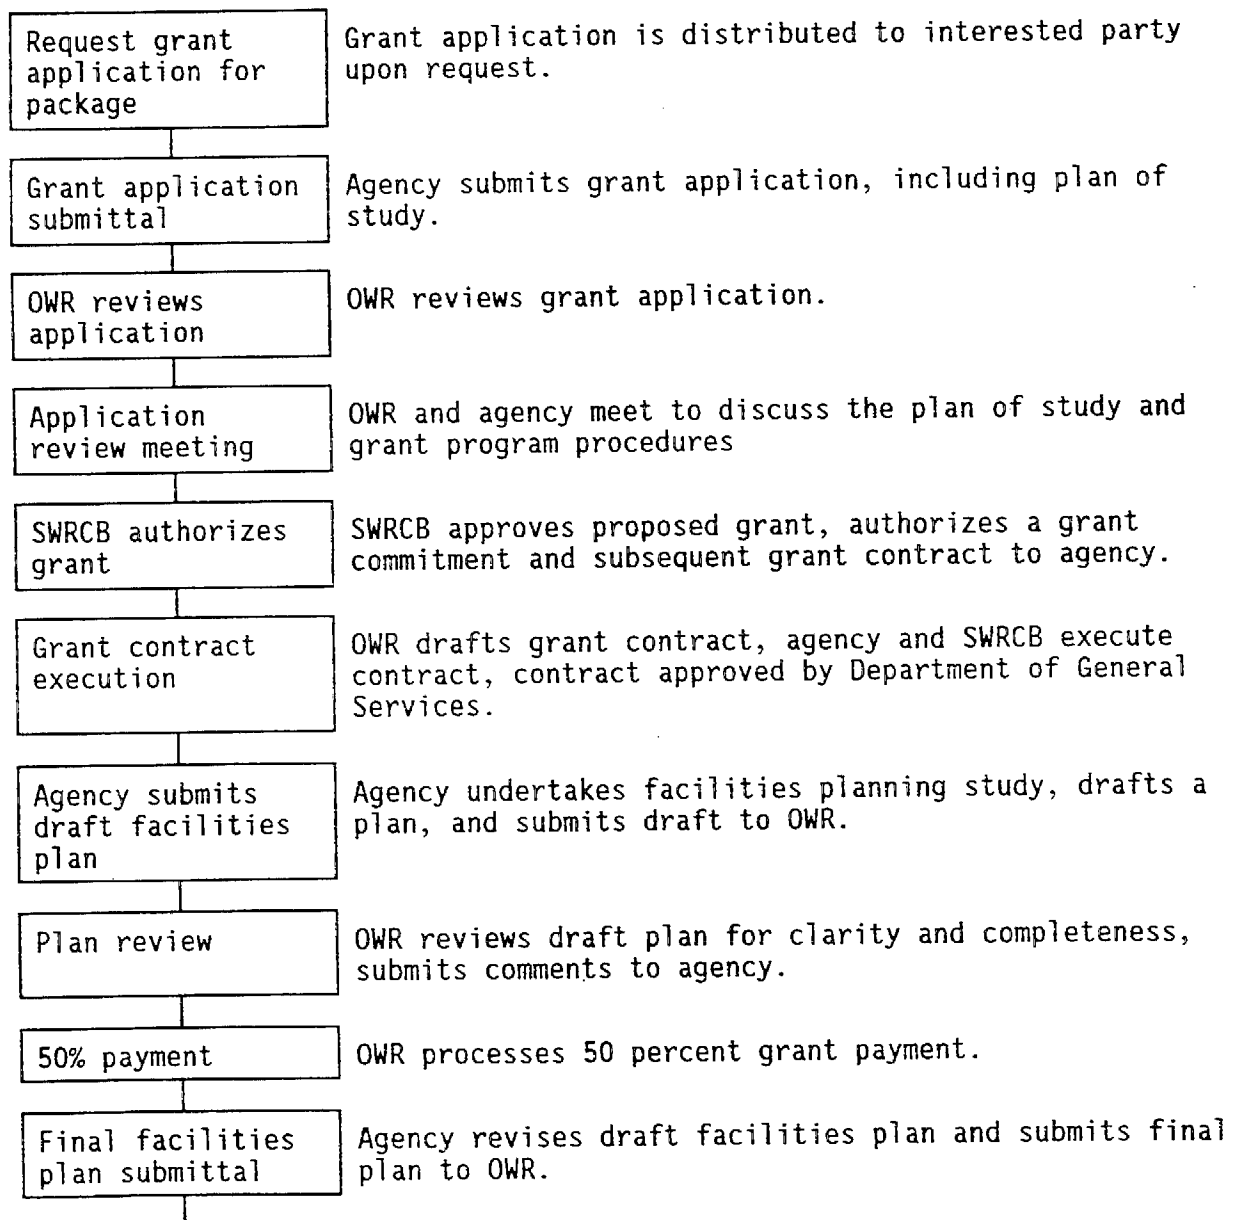 Request grant
application for
package
Grant application is distributed to interested party
upon request.
Grant application
submittal
Agency submits grant application, including plan of
study.
OWR reviews
application
OWR reviews grant application.
Application
review meeting
OWR and agency meet to discuss the plan of study and
grant program procedures
SWRCB authorizes
grant
SWRCB approves proposed grant, authorizes a grant
commitment and subsequent grant contract to agency.
Grant contract
execution
OWR drafts grant contract, agency and SWRCB execute
contract, contract approved by Department of General
Services.
Agency submits
draft facilities
plan
Agency undertakes facilities planning study, drafts a
plan, and submits draft to OWR.
Plan review
OWR reviews draft plan for clarity and completeness,
submits comments to agency.
50% payment
OWR processes 50 percent grant payment.
Final facilities
plan submittal
Agency revises draft facilities plan and submits final
plan to OWR.